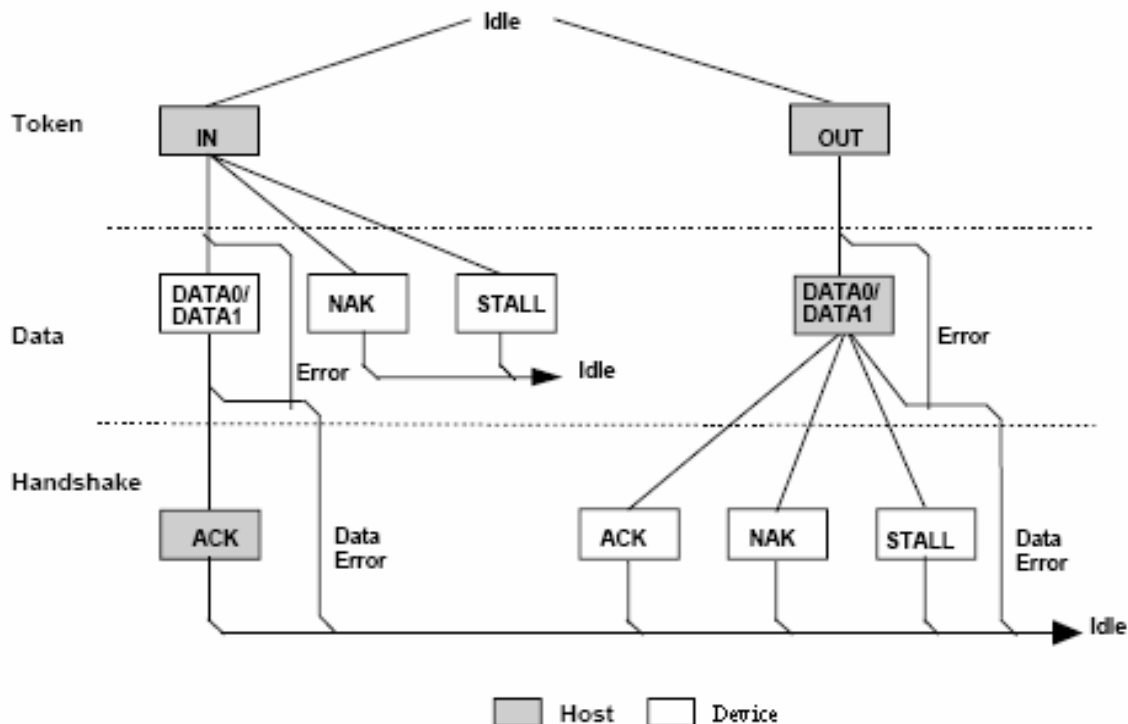 Idle
Token
IN
OUT
DATA0/
DATA1
NAK
STALL
DATA0/
DATA1
Data
Error
Idle
Error
Handshake
ACK
Data
Error
ACK
NAK
STALL
Data
Error
Idle
Host
Device